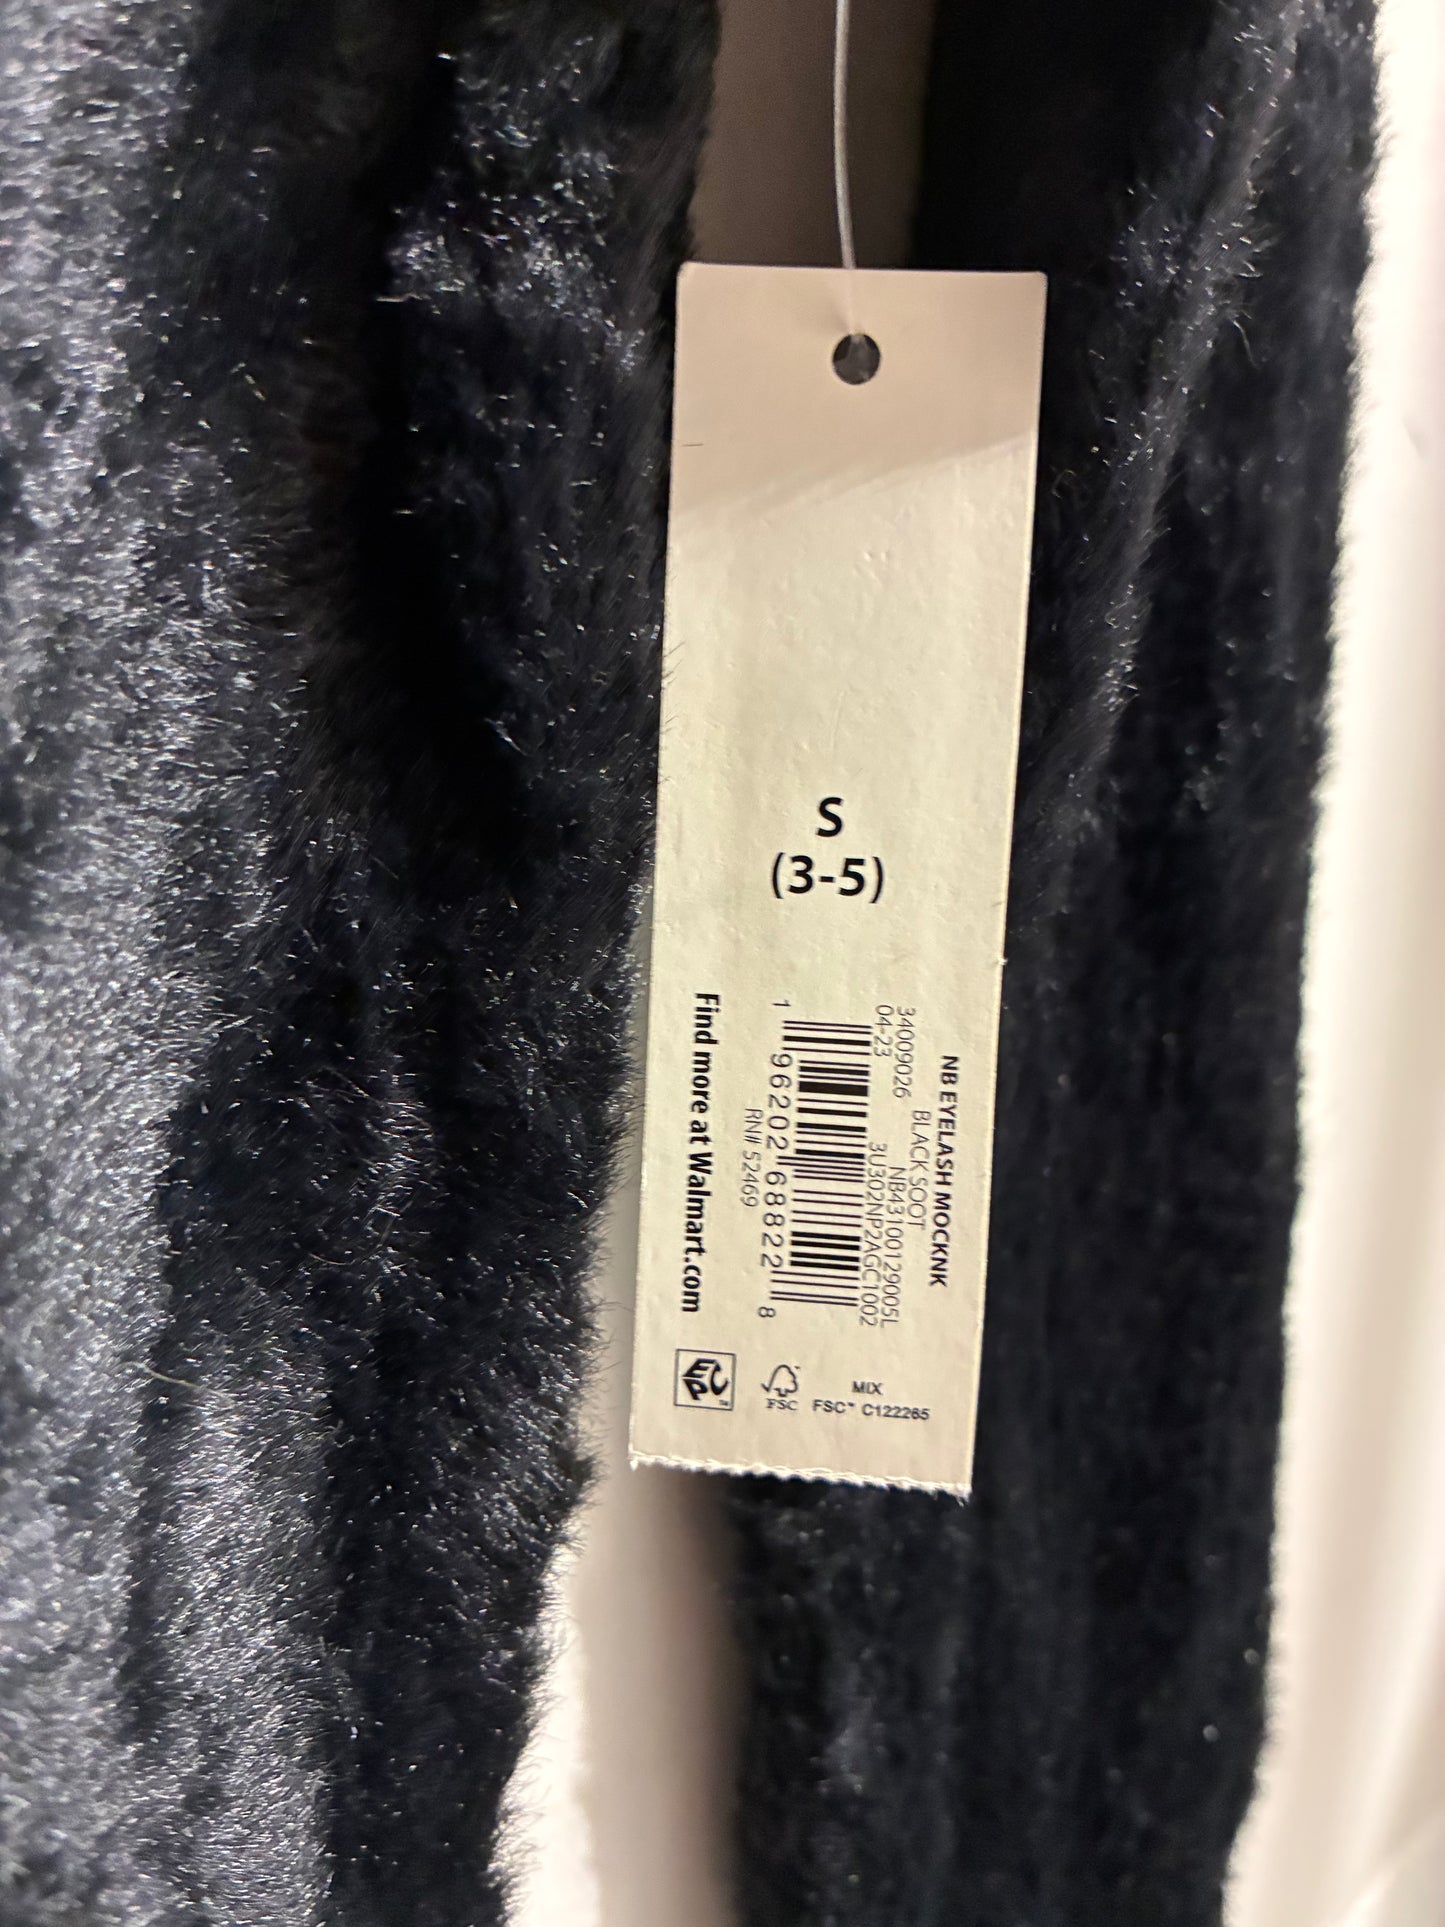 S
(3-5)
NB EYELASH MOCKNK
BLACK SOOT
34009026 NB43100129005L
04-23 3U302NP2AGC1002
1 96202 68822 8
RN# 52469
Find more at Walmart.com
EPC™
FSC
MIX
FSC® C122265